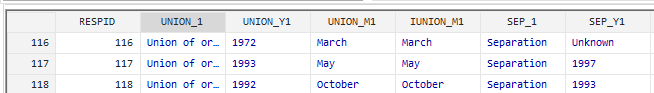 RESPID UNION_1 UNION_Y1 UNION_M1 IUNION_M1 SEP_1 SEP_Y1
116 116 Union of or... 1972 March March Separation Unknown
117 117 Union of or... 1993 May May Separation 1997
118 118 Union of or... 1992 October October Separation 1993